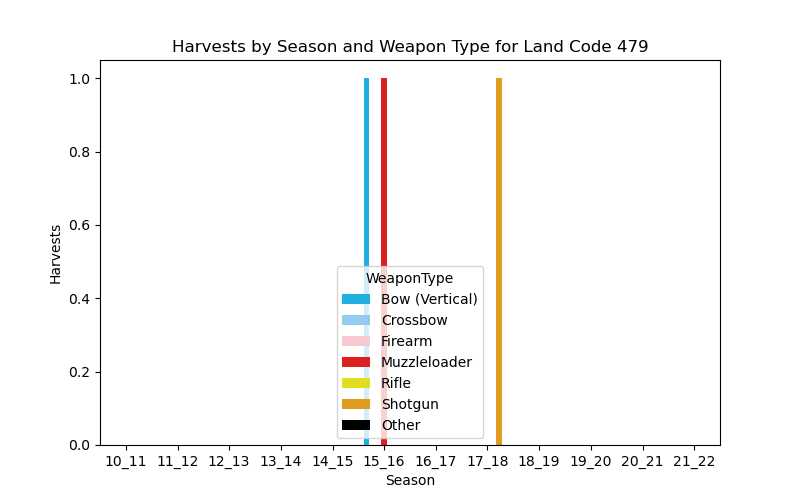 Harvests by Season and Weapon Type for Land Code 479
1.0
0.8
0.6
0.4
0.2
0.0
Harvests
WeaponType
Bow (Vertical)
Crossbow
Firearm
Muzzleloader
Rifle
Shotgun
Other
10_11 11_12 12_13 13_14 14_15 15_16 16_17 17_18 18_19 19_20 20_21 21_22
Season